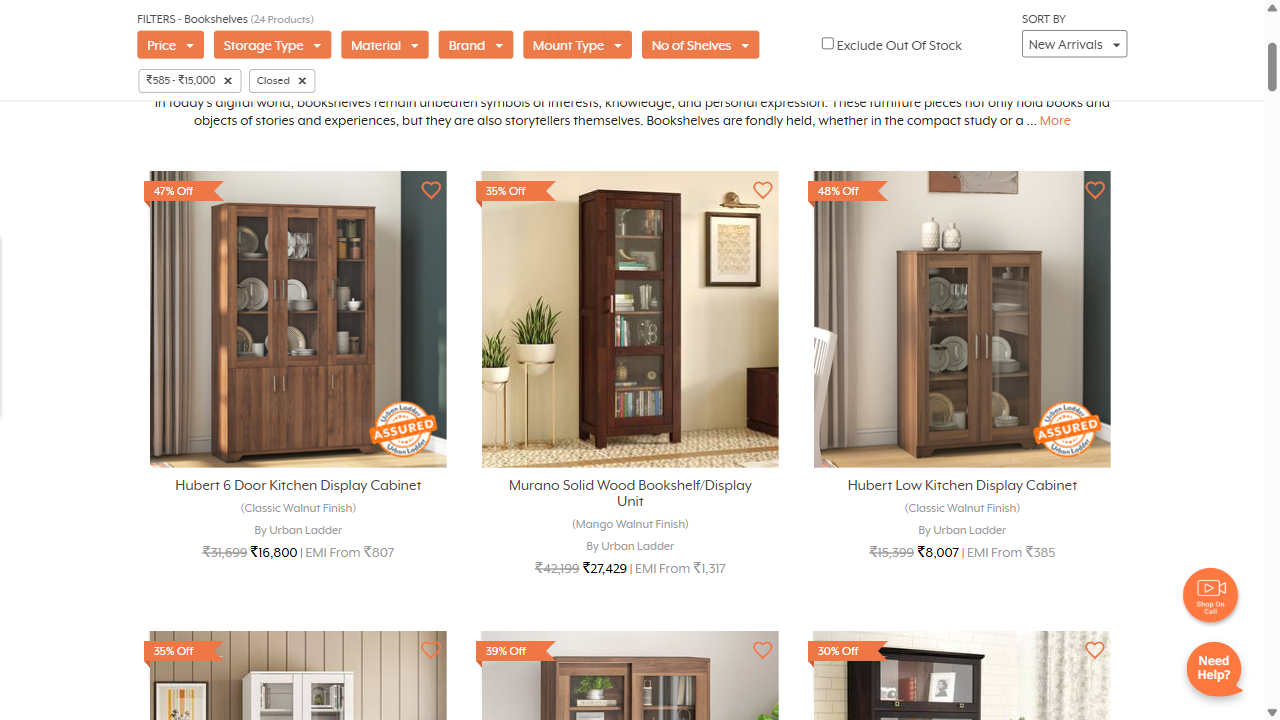 FILTERS - Bookshelves (24 Products)
SORT BY
Price
Storage Type
Material
Brand
Mount Type
No of Shelves
Exclude Out Of Stock
New Arrivals
₹585 - ₹15,000 ✕
Closed ✕
In today's digital world, bookshelves remain unbeaten symbols of interests, knowledge, and personal expression. These furniture pieces not only hold books and
objects of stories and experiences, but they are also storytellers themselves. Bookshelves are fondly held, whether in the compact study or a ... More
47% Off
35% Off
48% Off
Urban Ladder
ASSURED
Urban Ladder
Urban Ladder
ASSURED
Urban Ladder
Hubert 6 Door Kitchen Display Cabinet
(Classic Walnut Finish)
By Urban Ladder
₹31,699 ₹16,800 | EMI From ₹807
Murano Solid Wood Bookshelf/Display
Unit
(Mango Walnut Finish)
By Urban Ladder
₹42,199 ₹27,429 | EMI From ₹1,317
Hubert Low Kitchen Display Cabinet
(Classic Walnut Finish)
By Urban Ladder
₹15,399 ₹8,007 | EMI From ₹385
Shop On
Call
35% Off
39% Off
30% Off
Need
Help?